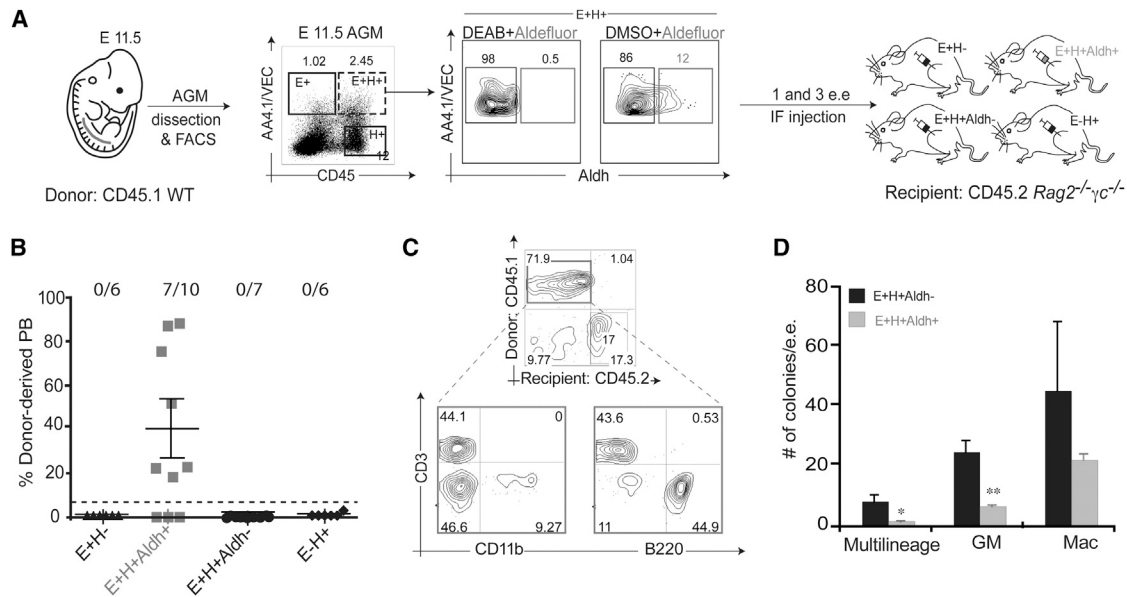 A
E 11.5
AGM
dissection
& FACS
Donor: CD45.1 WT
E 11.5 AGM
1.02
2.45
E+
E+H+
H+
12
AA4.1/VEC
CD45
E+H+
DEAB+Aldefluor
DMSO+Aldefluor
98
0.5
86
12
AA4.1/VEC
Aldh
1 and 3 e.e
IF injection
E+H-
E+H+Aldh+
E+H+Aldh-
E-H+
Recipient: CD45.2 Rag2-/-γc-/-
B
0/6
7/10
0/7
0/6
% Donor-derived PB
100
80
60
40
20
0
E+H-
E+H+Aldh+
E+H+Aldh-
E-H+
C
71.9
1.04
9.77
17
17.3
Donor: CD45.1
Recipient: CD45.2
44.1
0
46.6
9.27
CD3
CD11b
43.6
0.53
11
44.9
B220
D
E+H+Aldh-
E+H+Aldh+
# of colonies/e.e.
80
60
40
20
0
*
**
Multilineage
GM
Mac